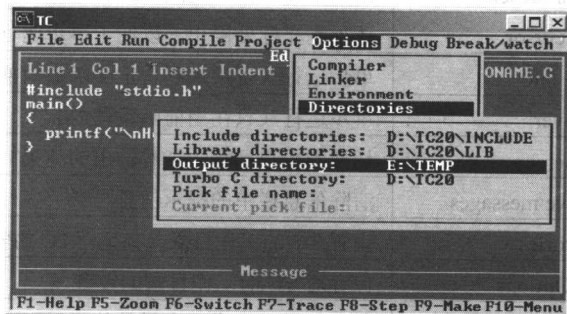 TC
File Edit Run Compile Project Options Debug Break/watch
Ed
Line 1 Col 1 Insert Indent
ONAME.C
Compiler
Linker
Environment
Directories
#include "stdio.h"
main()
{
printf("\nHe
}
Include directories: D:\TC20\INCLUDE
Library directories: D:\TC20\LIB
Output directory: E:\TEMP
Turbo C directory: D:\TC20
Pick file name:
Current pick file:
Message
F1-Help F5-Zoom F6-Switch F7-Trace F8-Step F9-Make F10-Menu